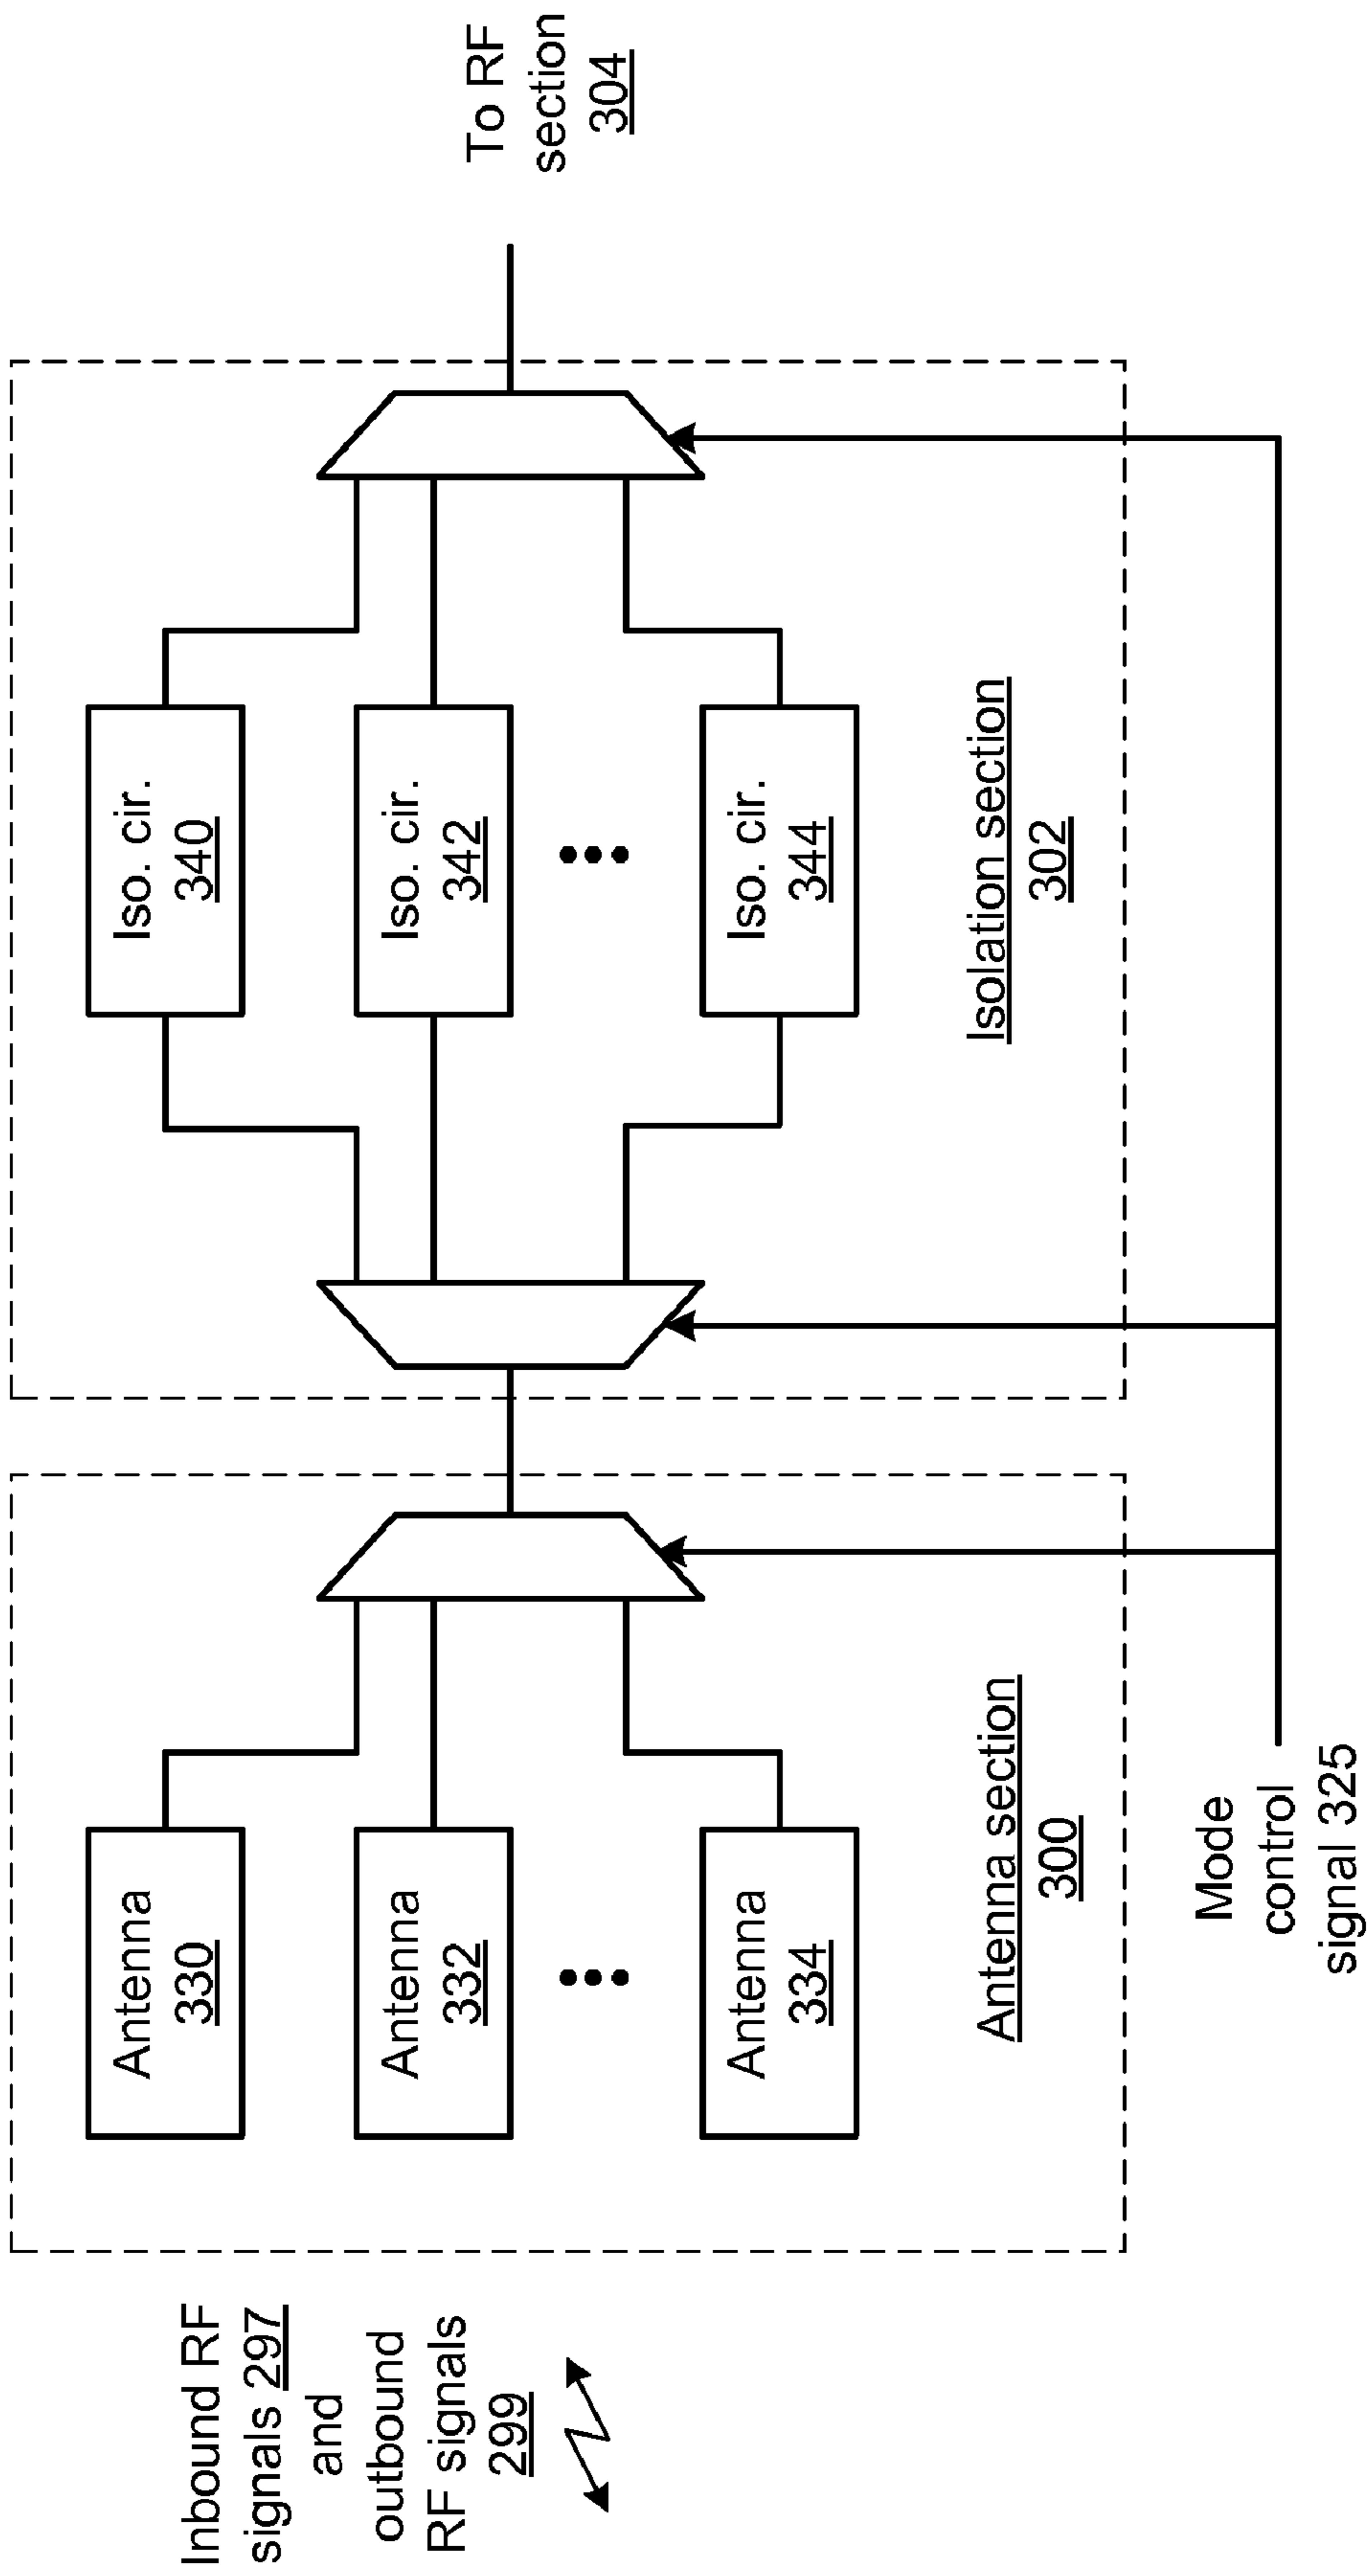 Inbound RF
signals 297
and
outbound
RF signals
299
Antenna
330
Antenna
332
Antenna
334
Antenna section
300
Mode
control
signal 325
Iso. cir.
340
Iso. cir.
342
Iso. cir.
344
Isolation section
302
To RF
section
304